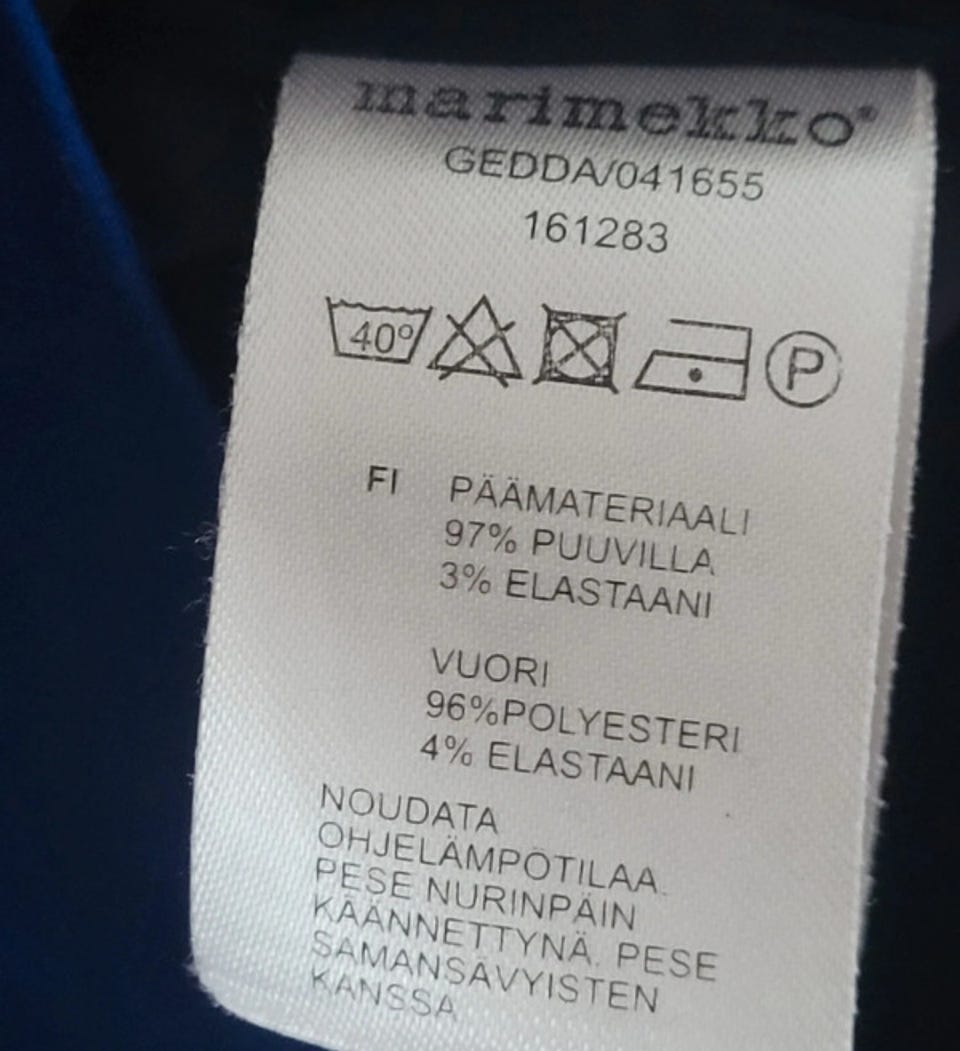 marimekko®
GEDDA/041655
161283
40°
P
FI PÄÄMATERIAALI
97% PUUVILLA
3% ELASTAANI
VUORI
96%POLYESTERI
4% ELASTAANI
NOUDATA
OHJELÄMPÖTILAA.
PESE NURINPÄIN
KÄÄNNETTYNÄ. PESE
SAMANSÄVYISTEN
KANSSA